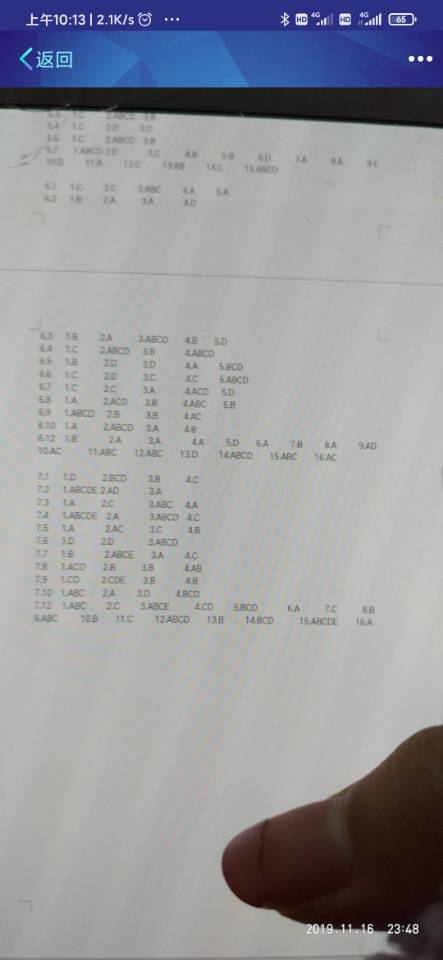 上午10:13 | 2.1K/s ... HD 4G HD 4G 65
返回
5.3 1.C 2.ABCD 3.B
5.4 1.C 2.D 3.D
5.5 1.C 2.ABCD 3.B
5.7 1.ABCD 2.D 3.C 4.B 5.B 6.D 7.A 8.A 9.C
10.D 11.B 12.C 13.AB 14.C 15.ABCD
6.1 1.C 2.C 3.ABC 4.A 5.A
6.2 1.B 2.A 3.A 4.D
6.3 1.B 2.A 3.ABCD 4.B 5.D
6.4 1.C 2.ABCD 3.B 4.ABCD
6.5 1.B 2.D 3.D 4.A 5.BCD
6.6 1.C 2.D 3.C 4.C 5.ABCD
6.7 1.C 2.C 3.A 4.ACD 5.D
6.8 1.A 2.ACD 3.B 4.ABC 5.B
6.9 1.ABCD 2.B 3.B 4.AC
6.10 1.A 2.ABCD 3.A 4.B
6.12 1.B 2.A 3.A 4.A 5.D 6.A 7.B 8.A 9.AD
10.AC 11.ABC 12.ABC 13.D 14.ABCD 15.ABC 16.AC
7.1 1.D 2.BCD 3.B 4.C
7.2 1.ABCDE 2.AD 3.A
7.3 1.A 2.C 3.ABC 4.A
7.4 1.ABCDE 2.A 3.ABCD 4.C
7.5 1.A 2.AC 3.C 4.B
7.6 1.D 2.D 3.ABCD
7.7 1.B 2.ABCE 3.A 4.C
7.8 1.ACD 2.B 3.B 4.AB
7.9 1.CD 2.CDE 3.B 4.B
7.10 1.ABC 2.A 3.D 4.BCD
7.12 1.ABC 2.C 3.ABCE 4.CD 5.BCD 6.A 7.C 8.B
9.ABC 10.B 11.C 12.ABCD 13.B 14.BCD 15.ABCDE 16.A
2019.11.16 23:48